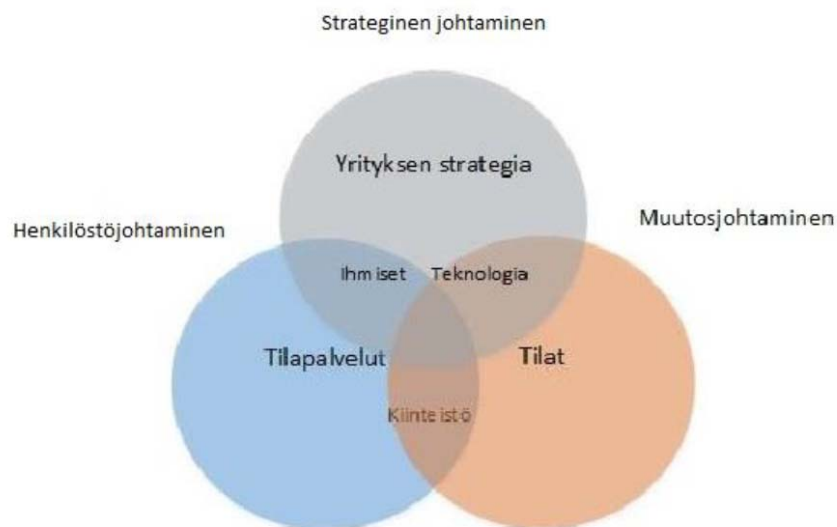 Strateginen johtaminen
Yrityksen strategia
Henkilöstöjohtaminen
Muutosjohtaminen
Ihmiset
Teknologia
Tilapalvelut
Tilat
Kiinteistö